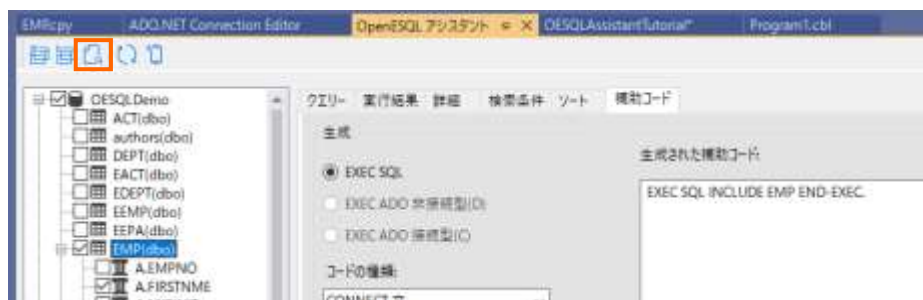 EMP.cpy ADO.NET Connection Editor OpenESQL アシスタント OESQLAssistantTutorial* Program1.cbl
OESQLDemo
ACT(dbo)
authors(dbo)
DEPT(dbo)
EACT(dbo)
EDEPT(dbo)
EEMP(dbo)
EEPA(dbo)
EMP(dbo)
A.EMPNO
A.FIRSTNME
クエリー 実行結果 詳細 検索条件 ソート 補助コード
生成
EXEC SQL
EXEC ADO 非接続型(D)
EXEC ADO 接続型(C)
コードの種類:
CONNECT 文
生成された補助コード:
EXEC SQL INCLUDE EMP END-EXEC.